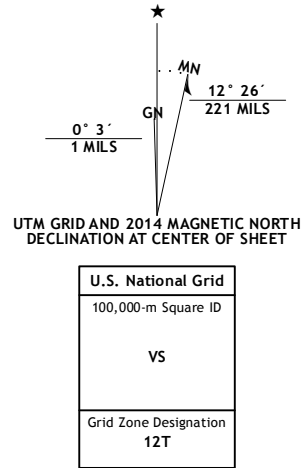 MN
GN
12° 26´
221 MILS
0° 3´
1 MILS
UTM GRID AND 2014 MAGNETIC NORTH
DECLINATION AT CENTER OF SHEET
U.S. National Grid
100,000-m Square ID
VS
Grid Zone Designation
12T